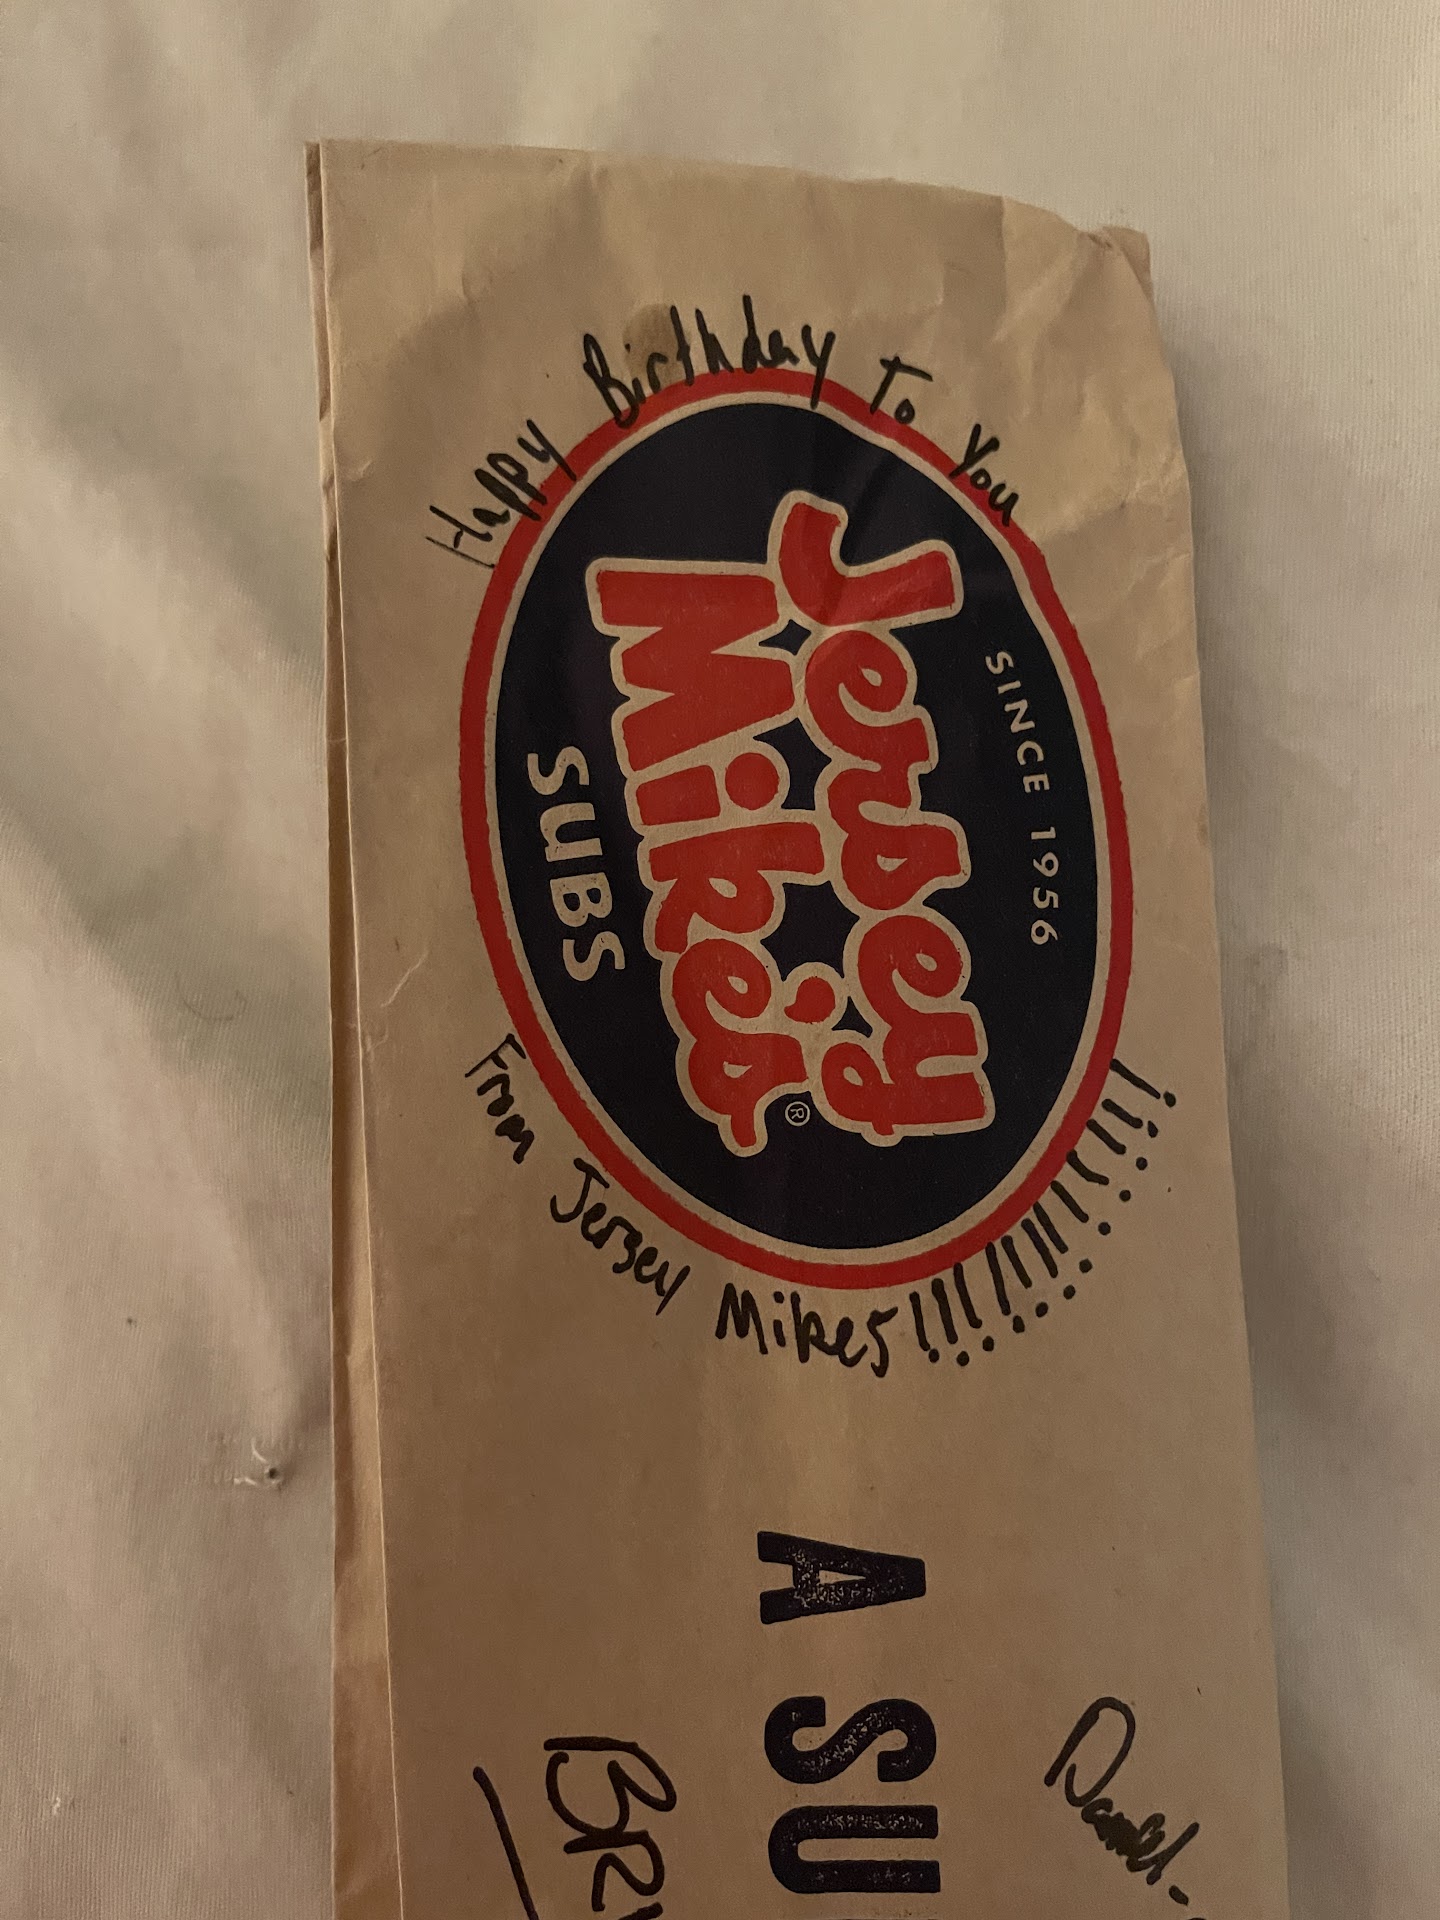 Happy Birthday To You
SINCE 1956
Jersey
Mike's®
SUBS
From Jersey Mikes!!!!!!!!!!!!!!
A SU